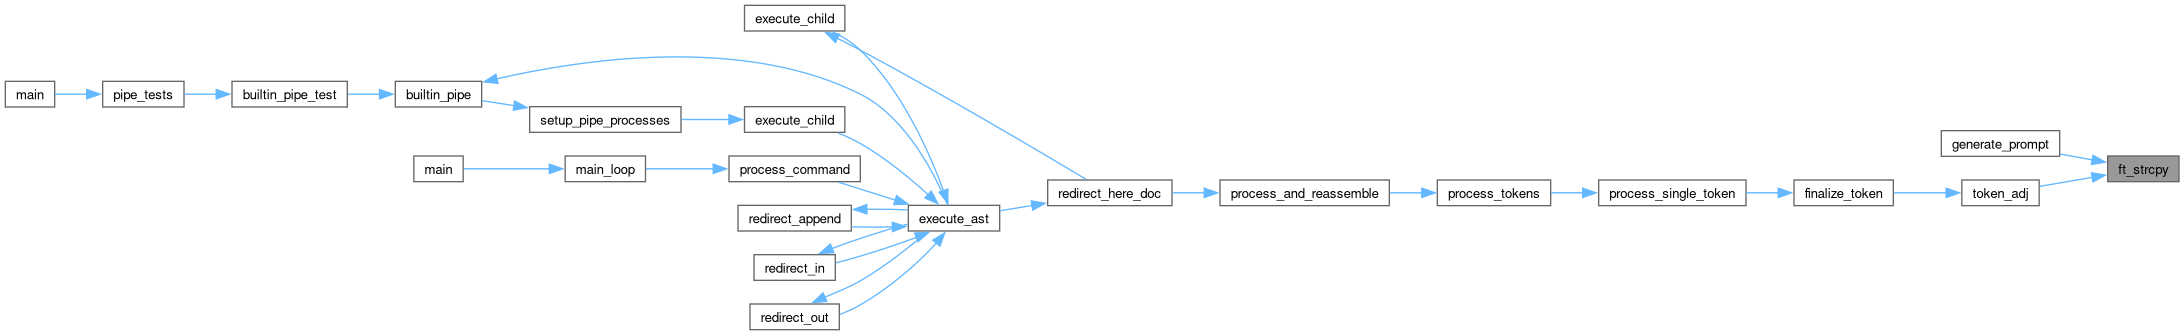 execute_child
main
pipe_tests
builtin_pipe_test
builtin_pipe
setup_pipe_processes
execute_child
main
main_loop
process_command
redirect_append
execute_ast
redirect_in
redirect_out
redirect_here_doc
process_and_reassemble
process_tokens
process_single_token
finalize_token
token_adj
generate_prompt
ft_strcpy